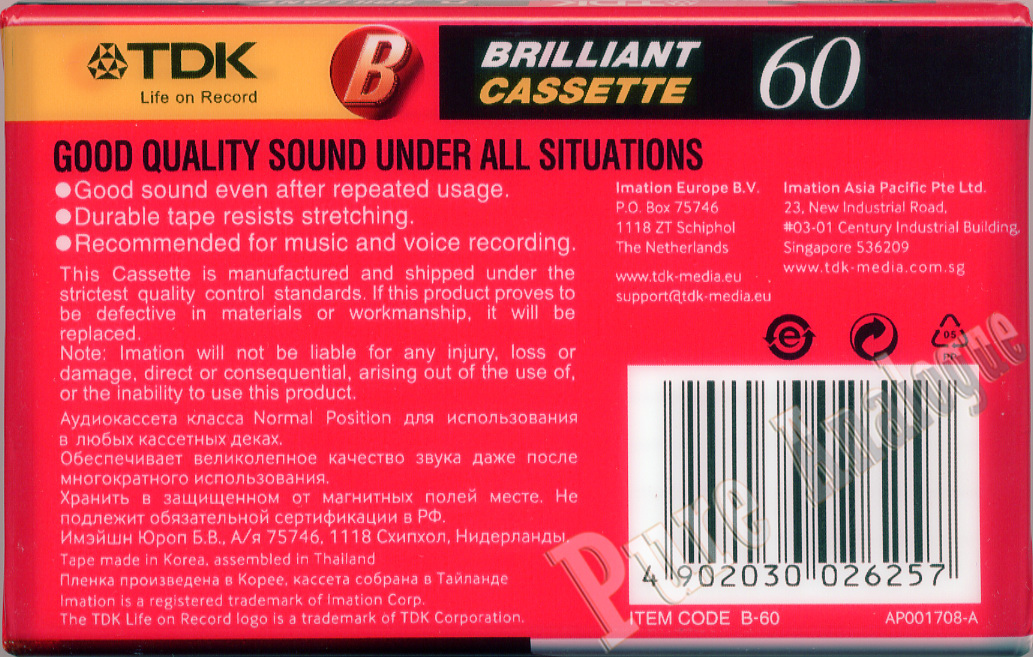 TDK
Life on Record
B
BRILLIANT
CASSETTE
60
GOOD QUALITY SOUND UNDER ALL SITUATIONS
●Good sound even after repeated usage.
●Durable tape resists stretching.
●Recommended for music and voice recording.
This Cassette is manufactured and shipped under the
strictest quality control standards. If this product proves to
be defective in materials or workmanship, it will be
replaced.
Note: Imation will not be liable for any injury, loss or
damage, direct or consequential, arising out of the use of,
or the inability to use this product.
Аудиокассета класса Normal Position для использования
в любых кассетных деках.
Обеспечивает великолепное качество звука даже после
многократного использования.
Хранить в защищенном от магнитных полей месте. Не
подлежит обязательной сертификации в РФ.
Имэйшн Юроп Б.В., А/я 75746, 1118 Схипхол, Нидерланды.
Tape made in Korea, assembled in Thailand
Пленка произведена в Корее, кассета собрана в Тайланде
Imation is a registered trademark of Imation Corp.
The TDK Life on Record logo is a trademark of TDK Corporation.
Imation Europe B.V.
P.O. Box 75746
1118 ZT Schiphol
The Netherlands
www.tdk-media.eu
support@tdk-media.eu
Imation Asia Pacific Pte Ltd.
23, New Industrial Road,
#03-01 Century Industrial Building,
Singapore 536209
www.tdk-media.com.sg
e
05
4 902030 026257
ITEM CODE B-60
AP001708-A
Pure Analogue